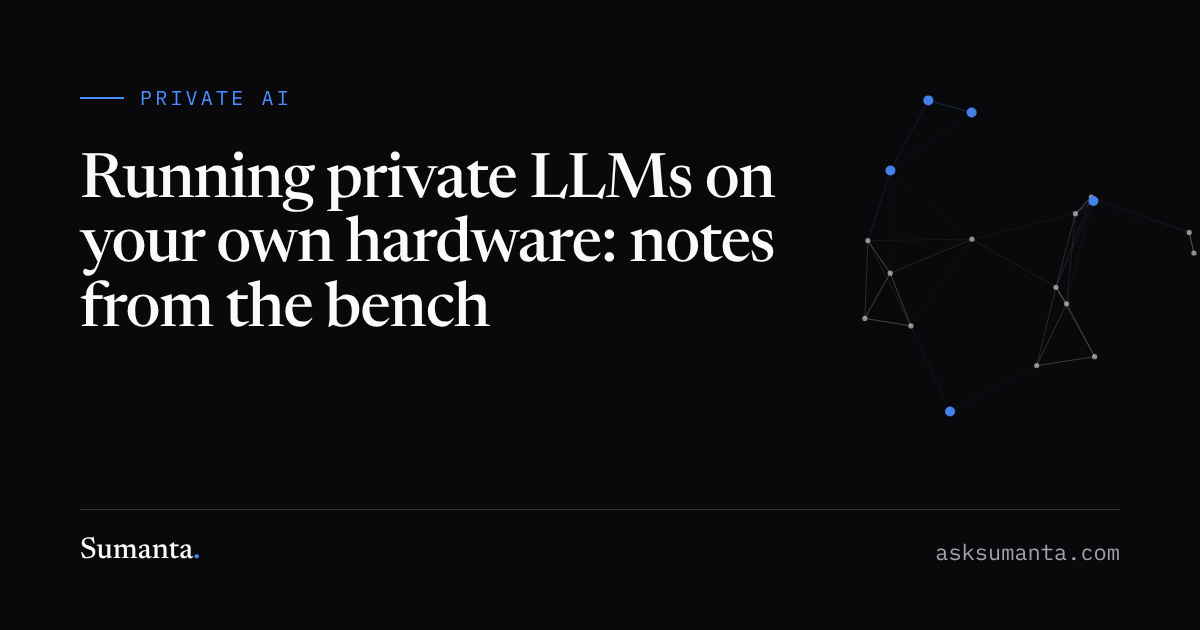 PRIVATE AI
Running private LLMs on
your own hardware: notes
from the bench
Sumanta.
asksumanta.com